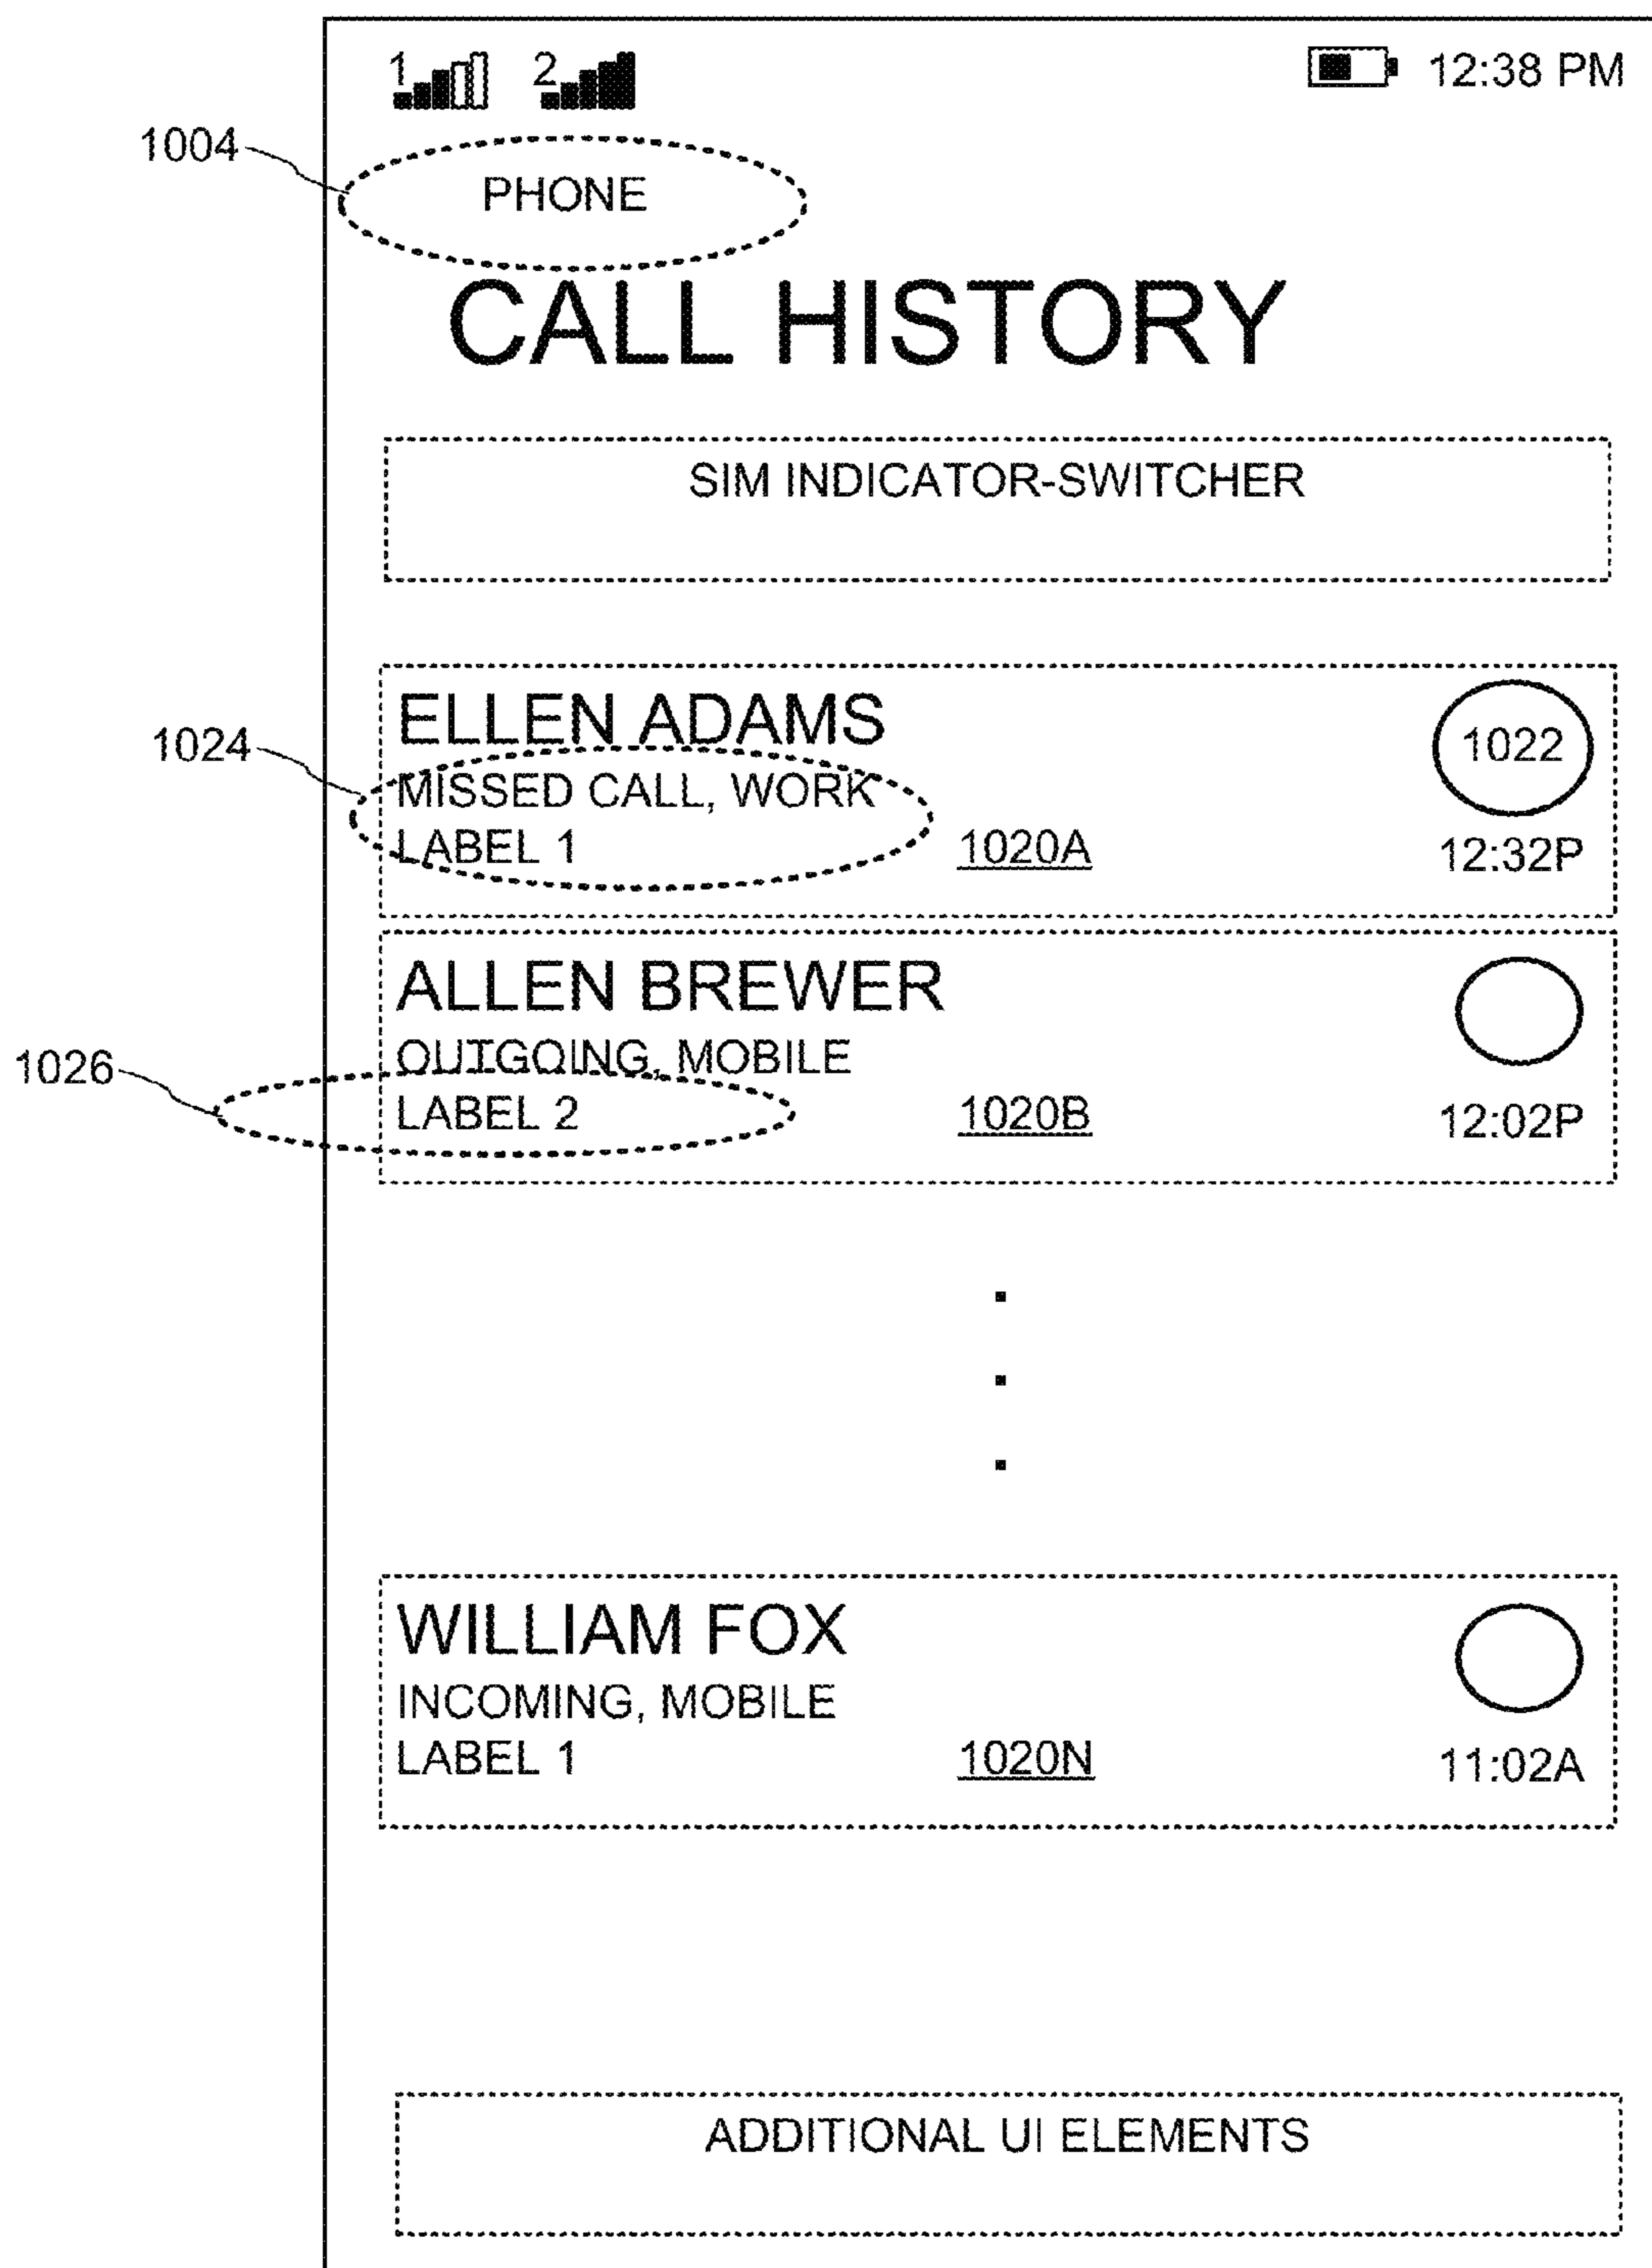 1 2 12:38 PM
1004
PHONE
CALL HISTORY
SIM INDICATOR-SWITCHER
ELLEN ADAMS
1022
1024
MISSED CALL, WORK
LABEL 1 1020A 12:32P
ALLEN BREWER
OUTGOING, MOBILE
1026
LABEL 2 1020B 12:02P
WILLIAM FOX
INCOMING, MOBILE
LABEL 1 1020N 11:02A
ADDITIONAL UI ELEMENTS